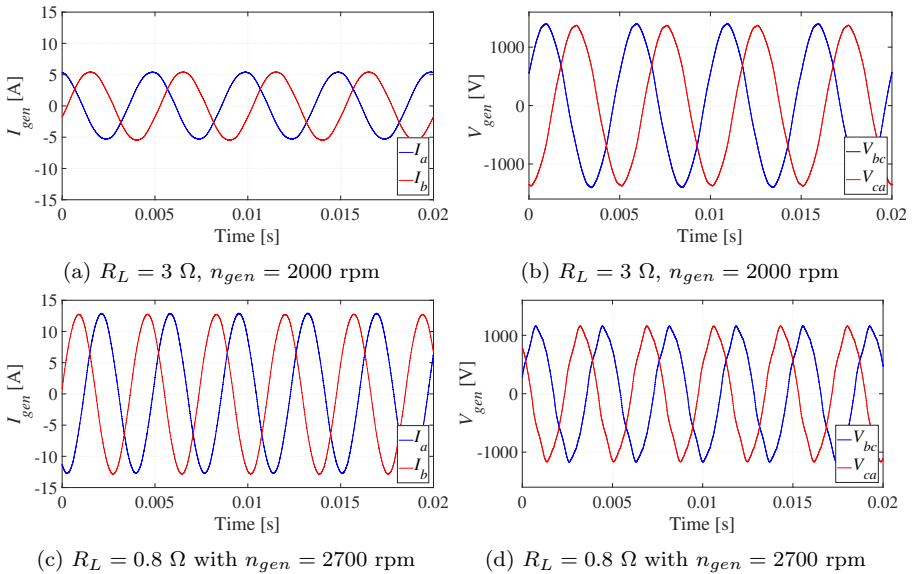 15
10
5
0
-5
-10
-15
I_gen [A]
I_a
I_b
0 0.005 0.01 0.015 0.02
Time [s]
(a) R_L = 3 Ω, n_gen = 2000 rpm
1000
0
-1000
V_gen [V]
V_bc
V_ca
0 0.005 0.01 0.015 0.02
Time [s]
(b) R_L = 3 Ω, n_gen = 2000 rpm
15
10
5
0
-5
-10
-15
I_gen [A]
I_a
I_b
0 0.005 0.01 0.015 0.02
Time [s]
(c) R_L = 0.8 Ω with n_gen = 2700 rpm
1000
0
-1000
V_gen [V]
V_bc
V_ca
0 0.005 0.01 0.015 0.02
Time [s]
(d) R_L = 0.8 Ω with n_gen = 2700 rpm